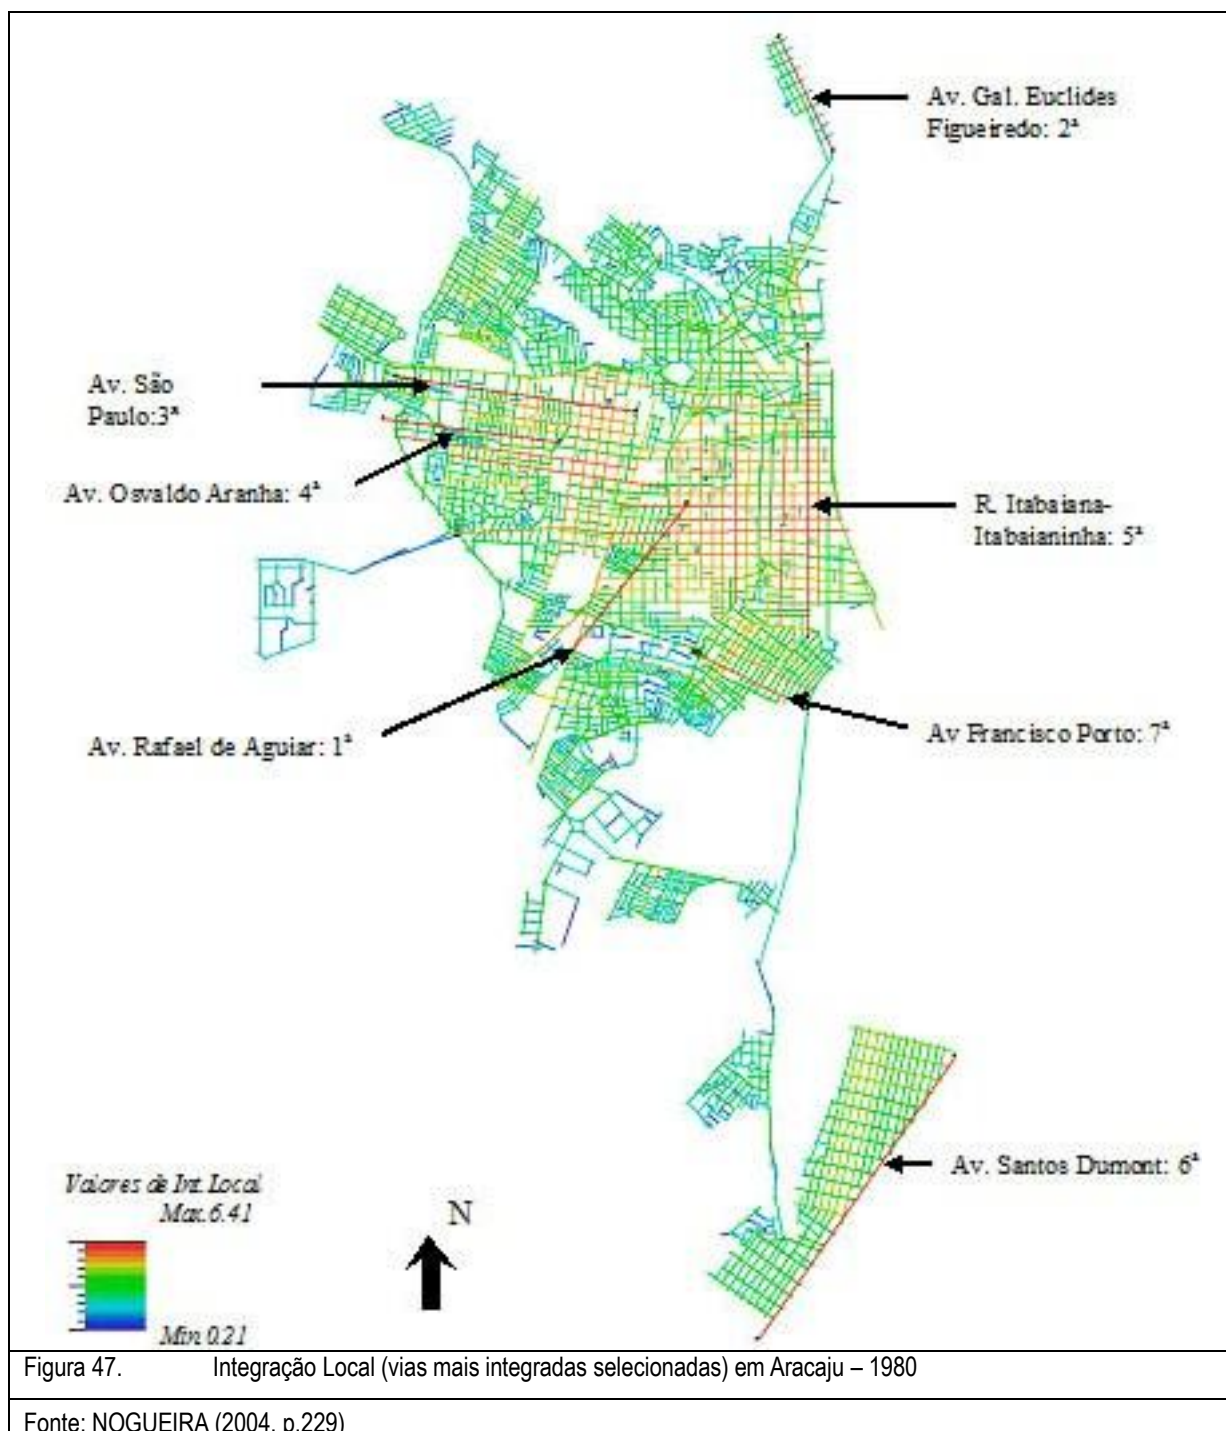 Av. Gal. Euclides
Figueiredo: 2ª
Av. São
Paulo:3ª
Av. Osvaldo Aranha: 4ª
R. Itabaiana-
Itabaianinha: 5ª
Av. Rafael de Aguiar: 1ª
Av Francisco Porto: 7ª
Av. Santos Dumont: 6ª
Valores de Int. Local
Max. 6.41
N
Min 0.21
Figura 47. Integração Local (vias mais integradas selecionadas) em Aracaju – 1980
Fonte: NOGUEIRA (2004, p.229)